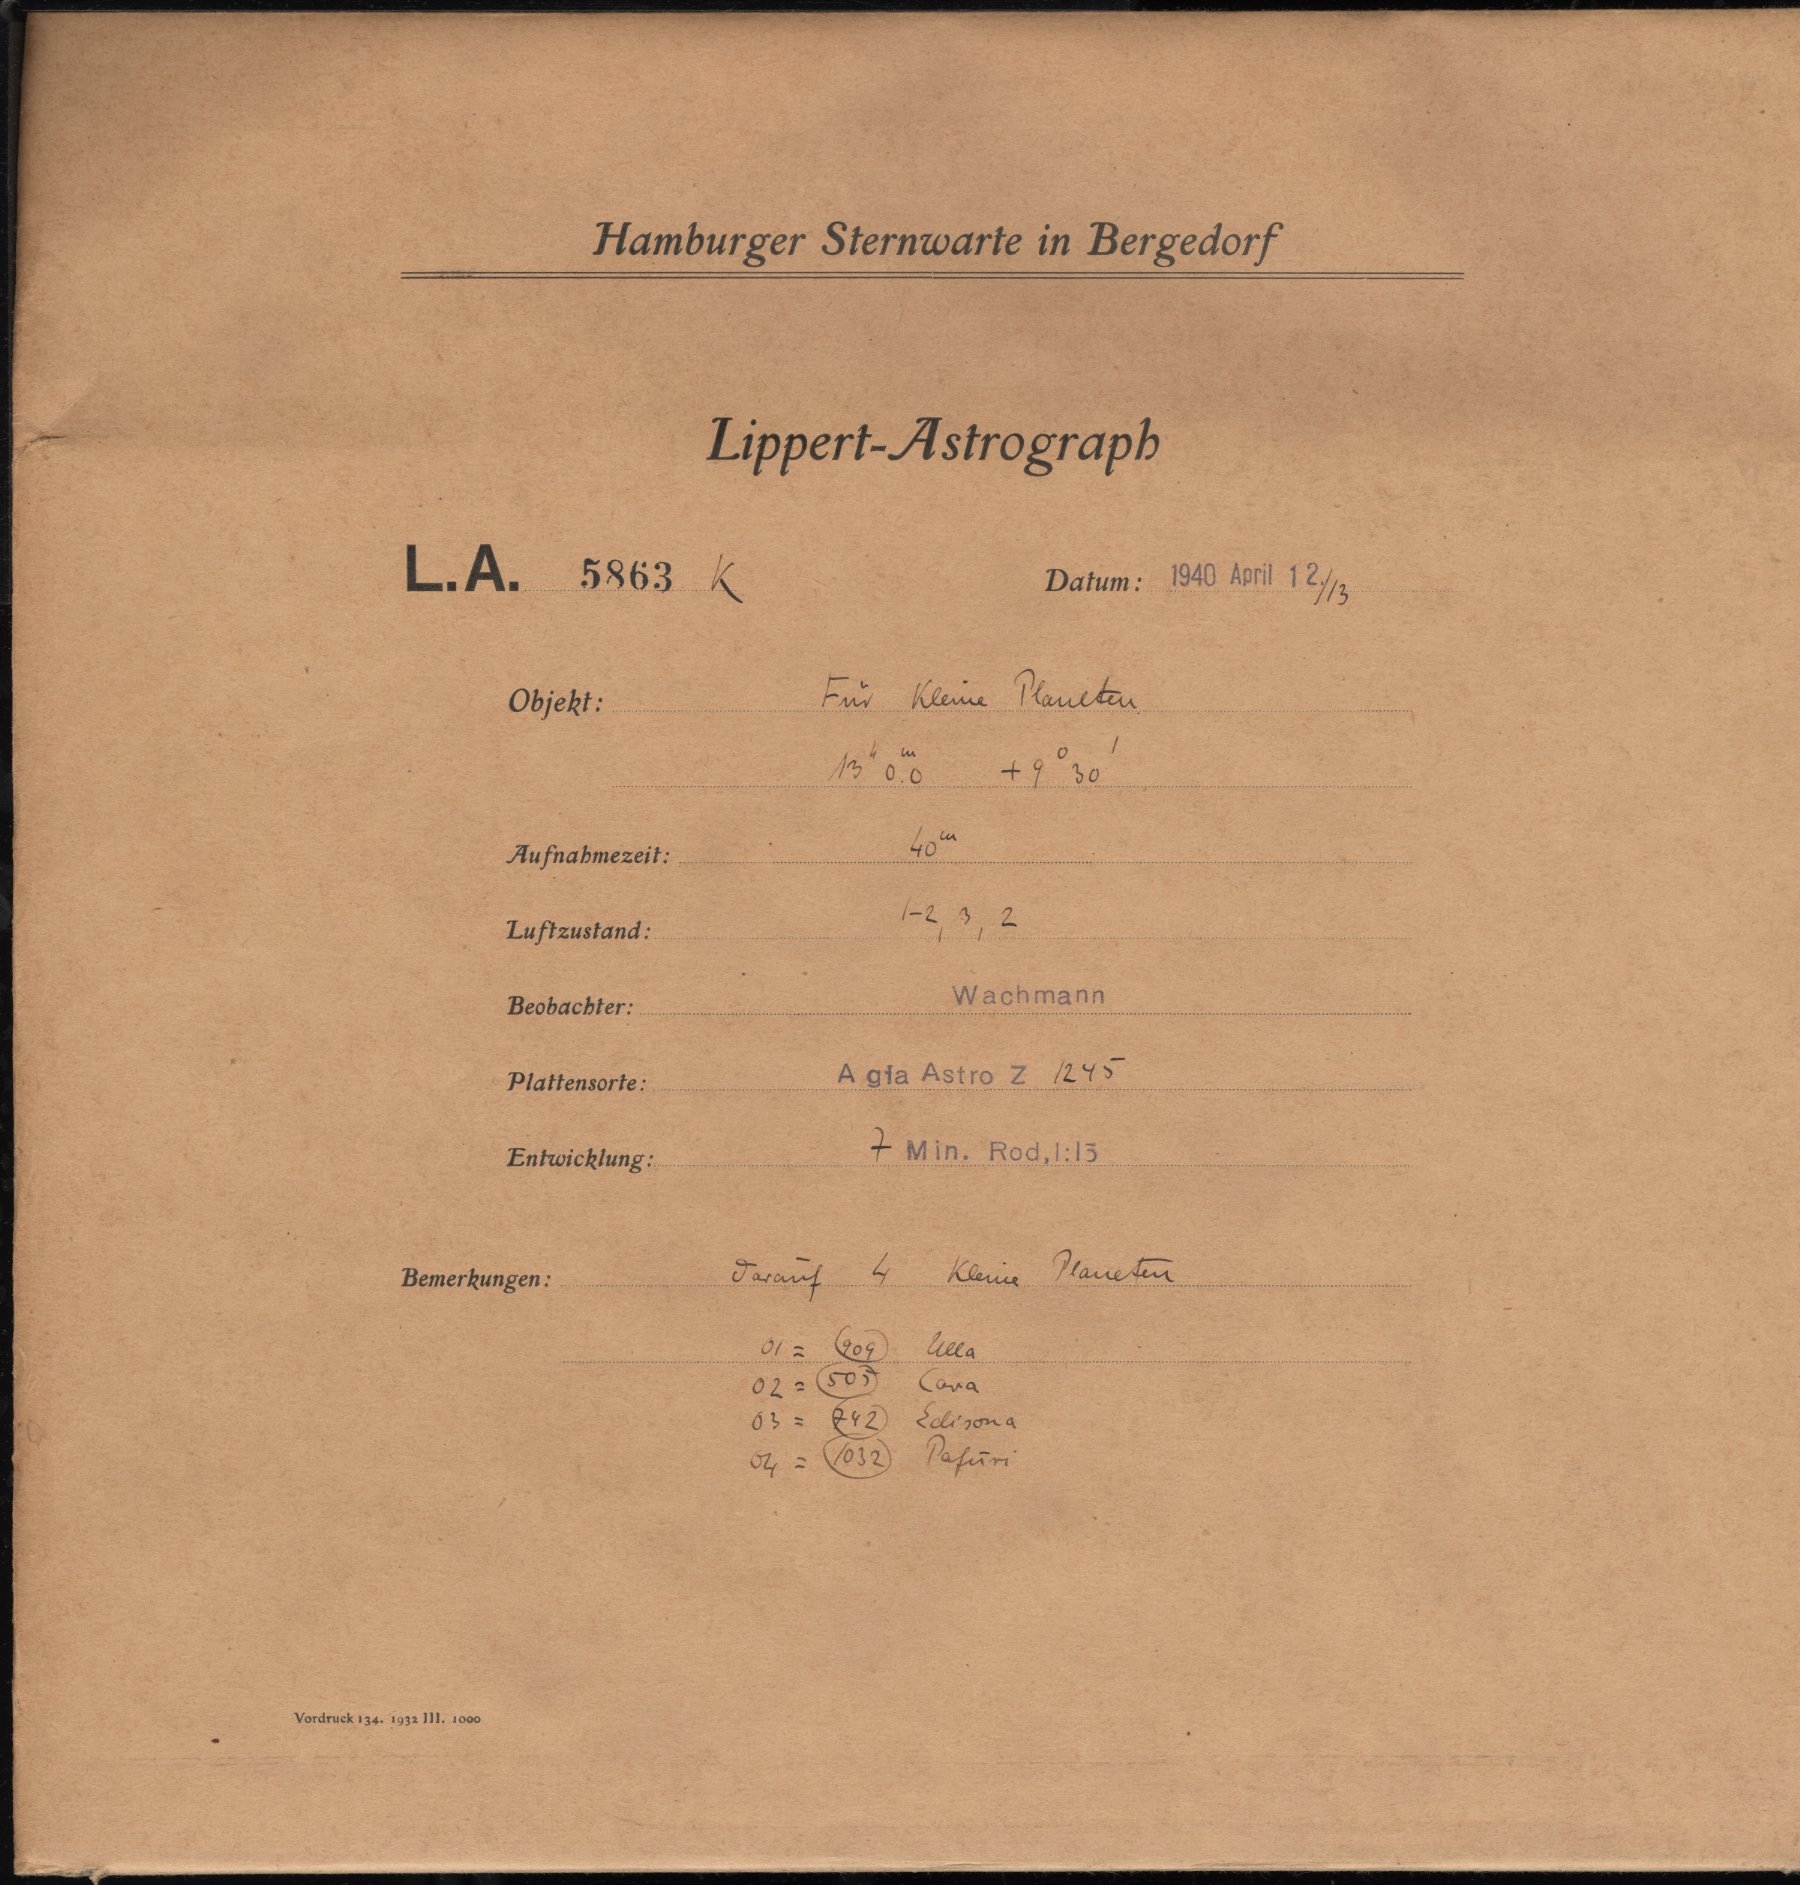 Hamburger Sternwarte in Bergedorf
Lippert-Astrograph
L.A. 5863 K Datum: 1940 April 12./13
Objekt: Für Kleine Planeten
13ʰ 0.ᵐ0 +9° 30'
Aufnahmezeit: 40ᵐ
Luftzustand: 1-2, 3, 2
Beobachter: Wachmann
Plattensorte: Agfa Astro Z 1245
Entwicklung: 7 Min. Rod, 1:15
Bemerkungen: Darauf 4 Kleine Planeten
01 = 909 Ulla
02 = 505 Cava
03 = 742 Edisona
04 = 1032 Pafuri
Vordruck 134. 1932 III. 1000